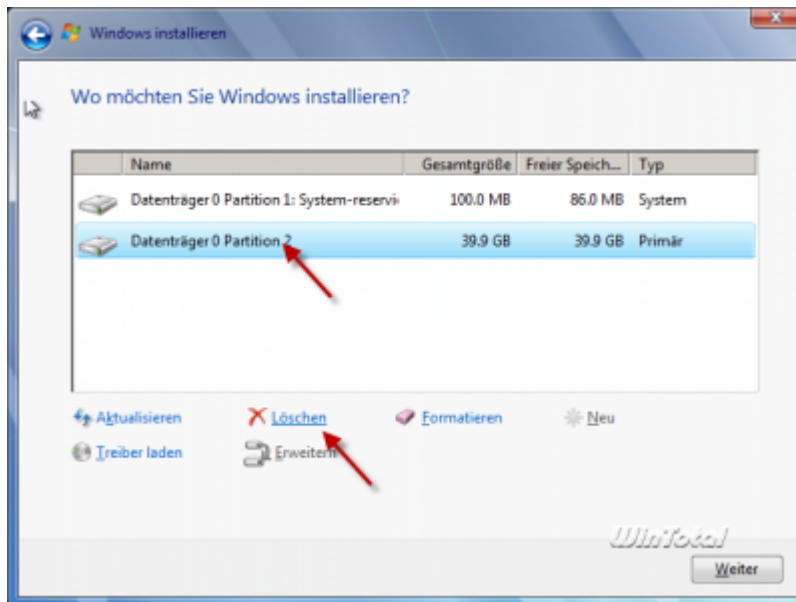 Windows installieren
Wo möchten Sie Windows installieren?
Name Gesamtgröße Freier Speich... Typ
Datenträger 0 Partition 1: System-reservi 100.0 MB 86.0 MB System
Datenträger 0 Partition 2 39.9 GB 39.9 GB Primär
Aktualisieren Löschen Formatieren Neu
Treiber laden Erweitern
WinTotal
Weiter